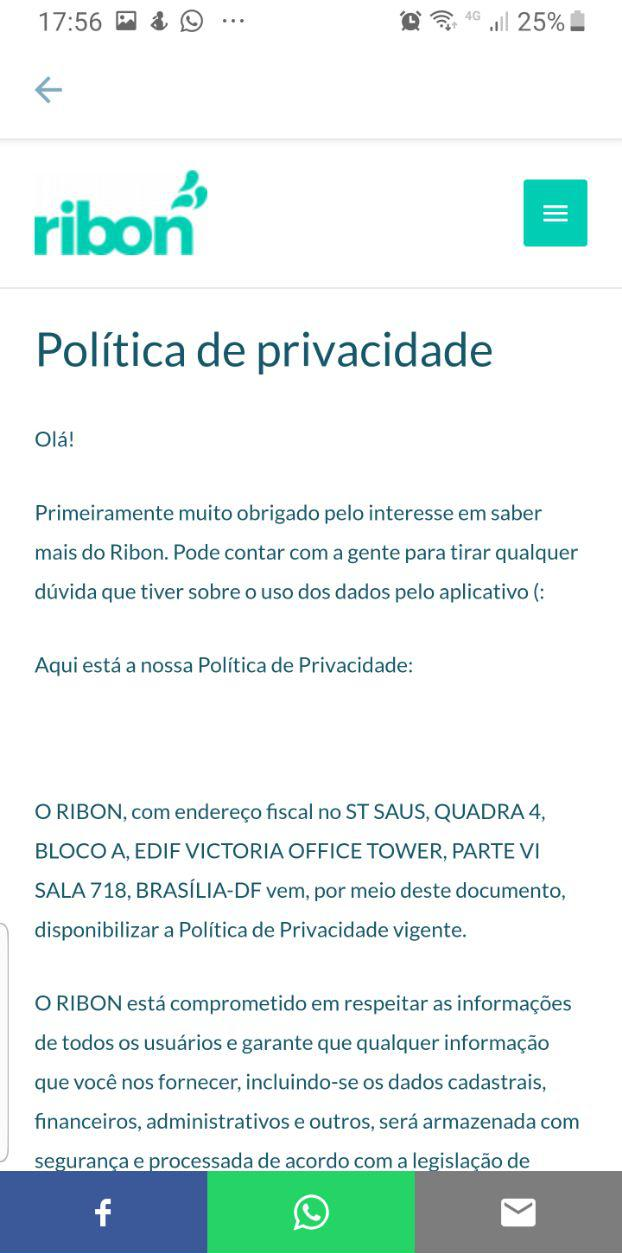 17:56
4G
25%
ribon
Política de privacidade
Olá!
Primeiramente muito obrigado pelo interesse em saber
mais do Ribon. Pode contar com a gente para tirar qualquer
dúvida que tiver sobre o uso dos dados pelo aplicativo (:
Aqui está a nossa Política de Privacidade:
O RIBON, com endereço fiscal no ST SAUS, QUADRA 4,
BLOCO A, EDIF VICTORIA OFFICE TOWER, PARTE VI
SALA 718, BRASÍLIA-DF vem, por meio deste documento,
disponibilizar a Política de Privacidade vigente.
O RIBON está comprometido em respeitar as informações
de todos os usuários e garante que qualquer informação
que você nos fornecer, incluindo-se os dados cadastrais,
financeiros, administrativos e outros, será armazenada com
segurança e processada de acordo com a legislação de